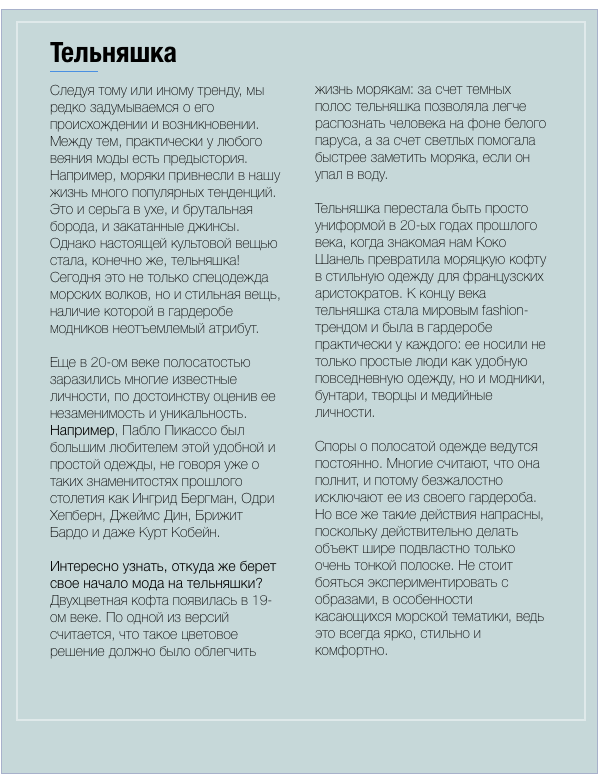 Тельняшка
Следуя тому или иному тренду, мы
редко задумываемся о его
происхождении и возникновении.
Между тем, практически у любого
веяния моды есть предыстория.
Например, моряки привнесли в нашу
жизнь много популярных тенденций.
Это и серьга в ухе, и брутальная
борода, и закатанные джинсы.
Однако настоящей культовой вещью
стала, конечно же, тельняшка!
Сегодня это не только спецодежда
морских волков, но и стильная вещь,
наличие которой в гардеробе
модников неотъемлемый атрибут.
Еще в 20-ом веке полосатостью
заразились многие известные
личности, по достоинству оценив ее
незаменимость и уникальность.
Например, Пабло Пикассо был
большим любителем этой удобной и
простой одежды, не говоря уже о
таких знаменитостях прошлого
столетия как Ингрид Бергман, Одри
Хепберн, Джеймс Дин, Брижит
Бардо и даже Курт Кобейн.
Интересно узнать, откуда же берет
свое начало мода на тельняшки?
Двухцветная кофта появилась в 19-
ом веке. По одной из версий
считается, что такое цветовое
решение должно было облегчить
жизнь морякам: за счет темных
полос тельняшка позволяла легче
распознать человека на фоне белого
паруса, а за счет светлых помогала
быстрее заметить моряка, если он
упал в воду.
Тельняшка перестала быть просто
униформой в 20-ых годах прошлого
века, когда знакомая нам Коко
Шанель превратила моряцкую кофту
в стильную одежду для французских
аристократов. К концу века
тельняшка стала мировым fashion-
трендом и была в гардеробе
практически у каждого: ее носили не
только простые люди как удобную
повседневную одежду, но и модники,
бунтари, творцы и медийные
личности.
Споры о полосатой одежде ведутся
постоянно. Многие считают, что она
полнит, и потому безжалостно
исключают ее из своего гардероба.
Но все же такие действия напрасны,
поскольку действительно делать
объект шире подвластно только
очень тонкой полоске. Не стоит
бояться экспериментировать с
образами, в особенности
касающихся морской тематики, ведь
это всегда ярко, стильно и
комфортно.